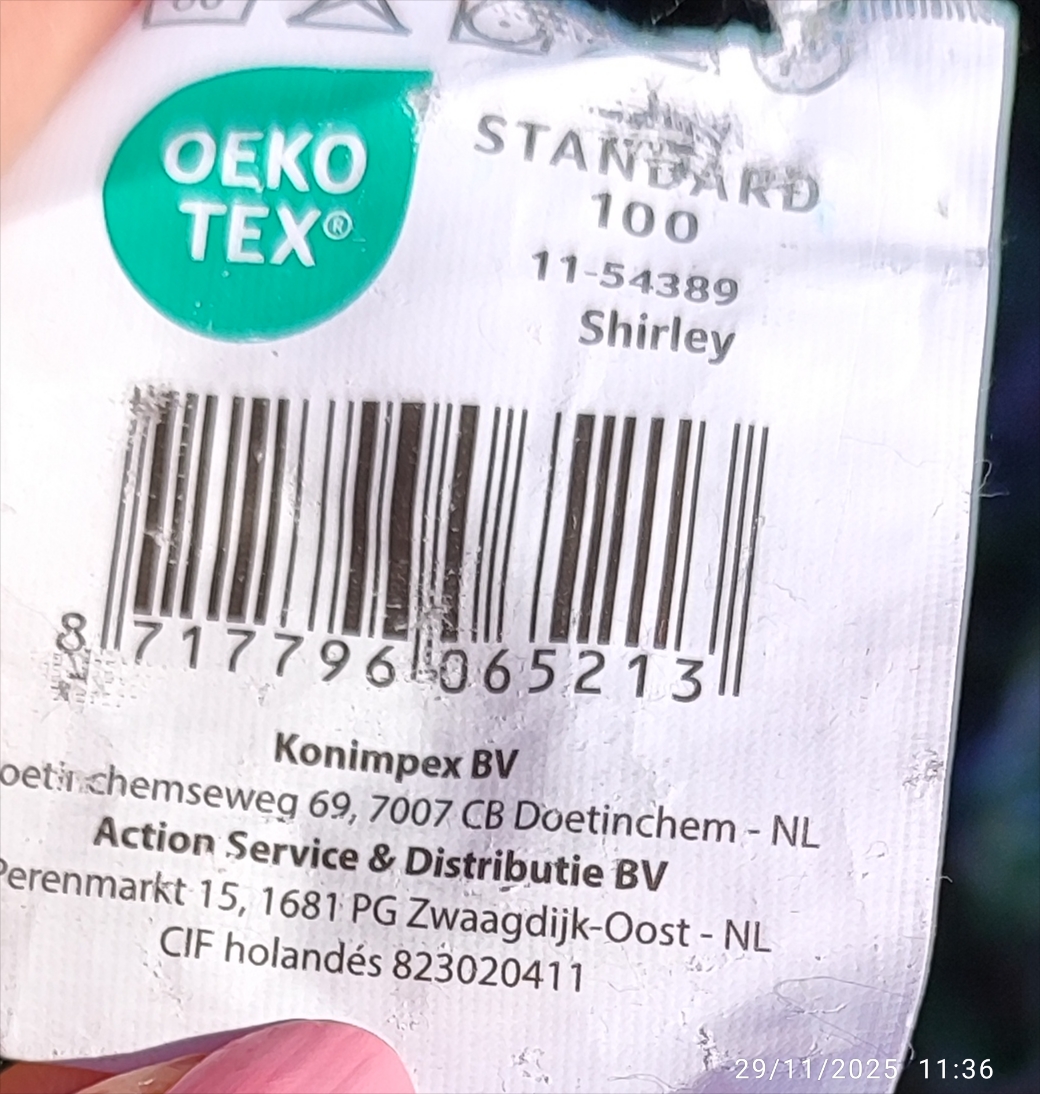 OEKO
TEX®
STANDARD
100
11-54389
Shirley
8 717796 065213
Konimpex BV
oetinchemseweg 69, 7007 CB Doetinchem - NL
Action Service & Distributie BV
Perenmarkt 15, 1681 PG Zwaagdijk-Oost - NL
CIF holandés 823020411
29/11/2025 11:36